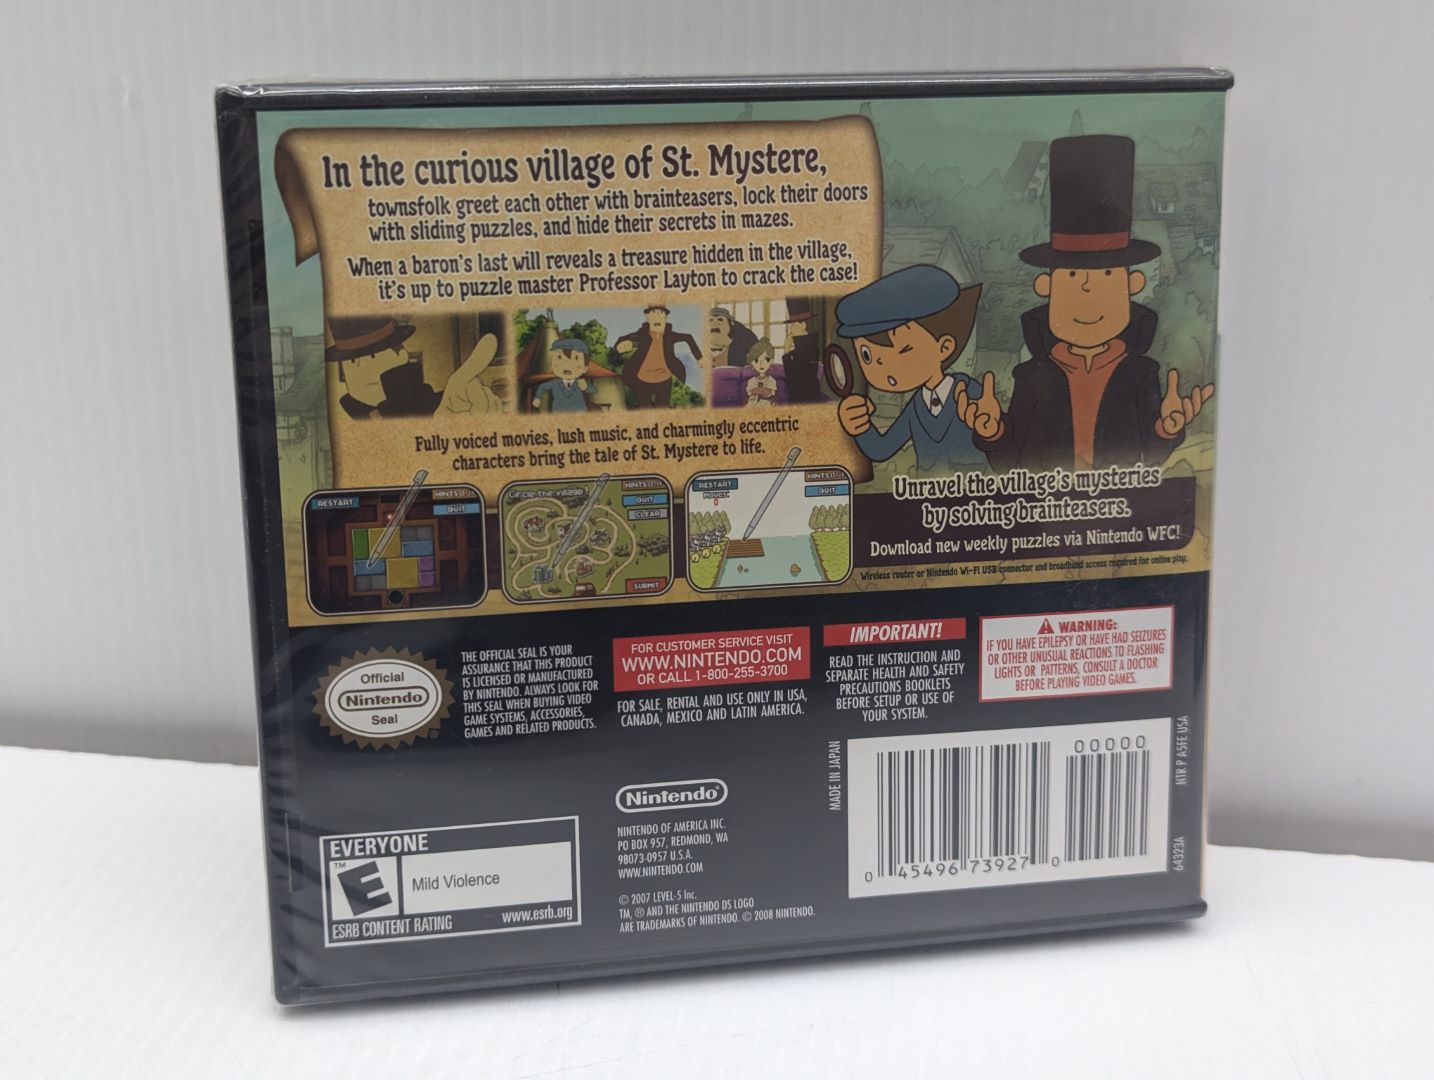 In the curious village of St. Mystere,
townsfolk greet each other with brainteasers, lock their doors
with sliding puzzles, and hide their secrets in mazes.
When a baron's last will reveals a treasure hidden in the village,
it's up to puzzle master Professor Layton to crack the case!
Fully voiced movies, lush music, and charmingly eccentric
characters bring the tale of St. Mystere to life.
RESTART
HINTS
QUIT
Circle the village!
HINTS
QUIT
CLEAR
SUBMIT
RESTART
MOVES:
0
HINTS
QUIT
Unravel the village's mysteries
by solving brainteasers.
Download new weekly puzzles via Nintendo WFC!
Wireless router or Nintendo Wi-Fi USB connector and broadband access required for online play.
Official
Nintendo
Seal
®
THE OFFICIAL SEAL IS YOUR
ASSURANCE THAT THIS PRODUCT
IS LICENSED OR MANUFACTURED
BY NINTENDO. ALWAYS LOOK FOR
THIS SEAL WHEN BUYING VIDEO
GAME SYSTEMS, ACCESSORIES,
GAMES AND RELATED PRODUCTS.
FOR CUSTOMER SERVICE VISIT
WWW.NINTENDO.COM
OR CALL 1-800-255-3700
FOR SALE, RENTAL AND USE ONLY IN USA,
CANADA, MEXICO AND LATIN AMERICA.
IMPORTANT!
READ THE INSTRUCTION AND
SEPARATE HEALTH AND SAFETY
PRECAUTIONS BOOKLETS
BEFORE SETUP OR USE OF
YOUR SYSTEM.
WARNING:
IF YOU HAVE EPILEPSY OR HAVE HAD SEIZURES
OR OTHER UNUSUAL REACTIONS TO FLASHING
LIGHTS OR PATTERNS, CONSULT A DOCTOR
BEFORE PLAYING VIDEO GAMES.
EVERYONE
TM
E
Mild Violence
ESRB CONTENT RATING
www.esrb.org
Nintendo®
NINTENDO OF AMERICA INC.
PO BOX 957, REDMOND, WA
98073-0957 U.S.A.
WWW.NINTENDO.COM
© 2007 LEVEL-5 Inc.
TM, ® AND THE NINTENDO DS LOGO
ARE TRADEMARKS OF NINTENDO. © 2008 NINTENDO.
MADE IN JAPAN
00000
0 45496 73927 0
NTR P A5FE USA
64323A